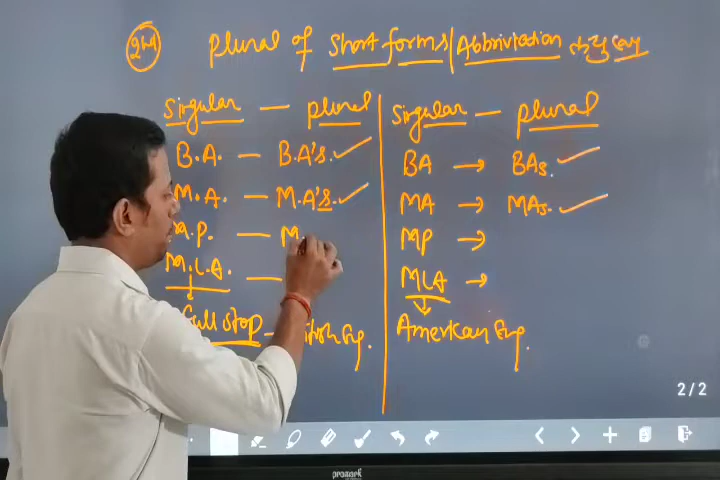 plural of short forms/Abbriviation
singular — plural
B.A. — B.A's.
M.A. — M.A's.
M.P. — M.
M.L.A. —
Full stop
Eng.
singular — plural
BA → BAs.
MA → MAs.
MP →
MLA →
American Eng.
2/2